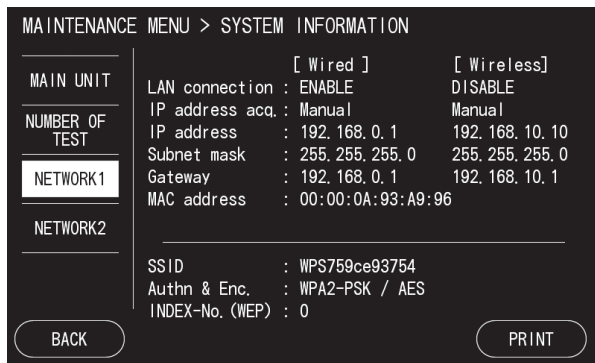 MAINTENANCE MENU > SYSTEM INFORMATION
MAIN UNIT
NUMBER OF
TEST
NETWORK1
NETWORK2
[ Wired ] [ Wireless]
LAN connection : ENABLE DISABLE
IP address acq. : Manual Manual
IP address : 192.168.0.1 192.168.10.10
Subnet mask : 255.255.255.0 255.255.255.0
Gateway : 192.168.0.1 192.168.10.1
MAC address : 00:00:0A:93:A9:96
SSID : WPS759ce93754
Authn & Enc. : WPA2-PSK / AES
INDEX-No.(WEP) : 0
BACK
PRINT